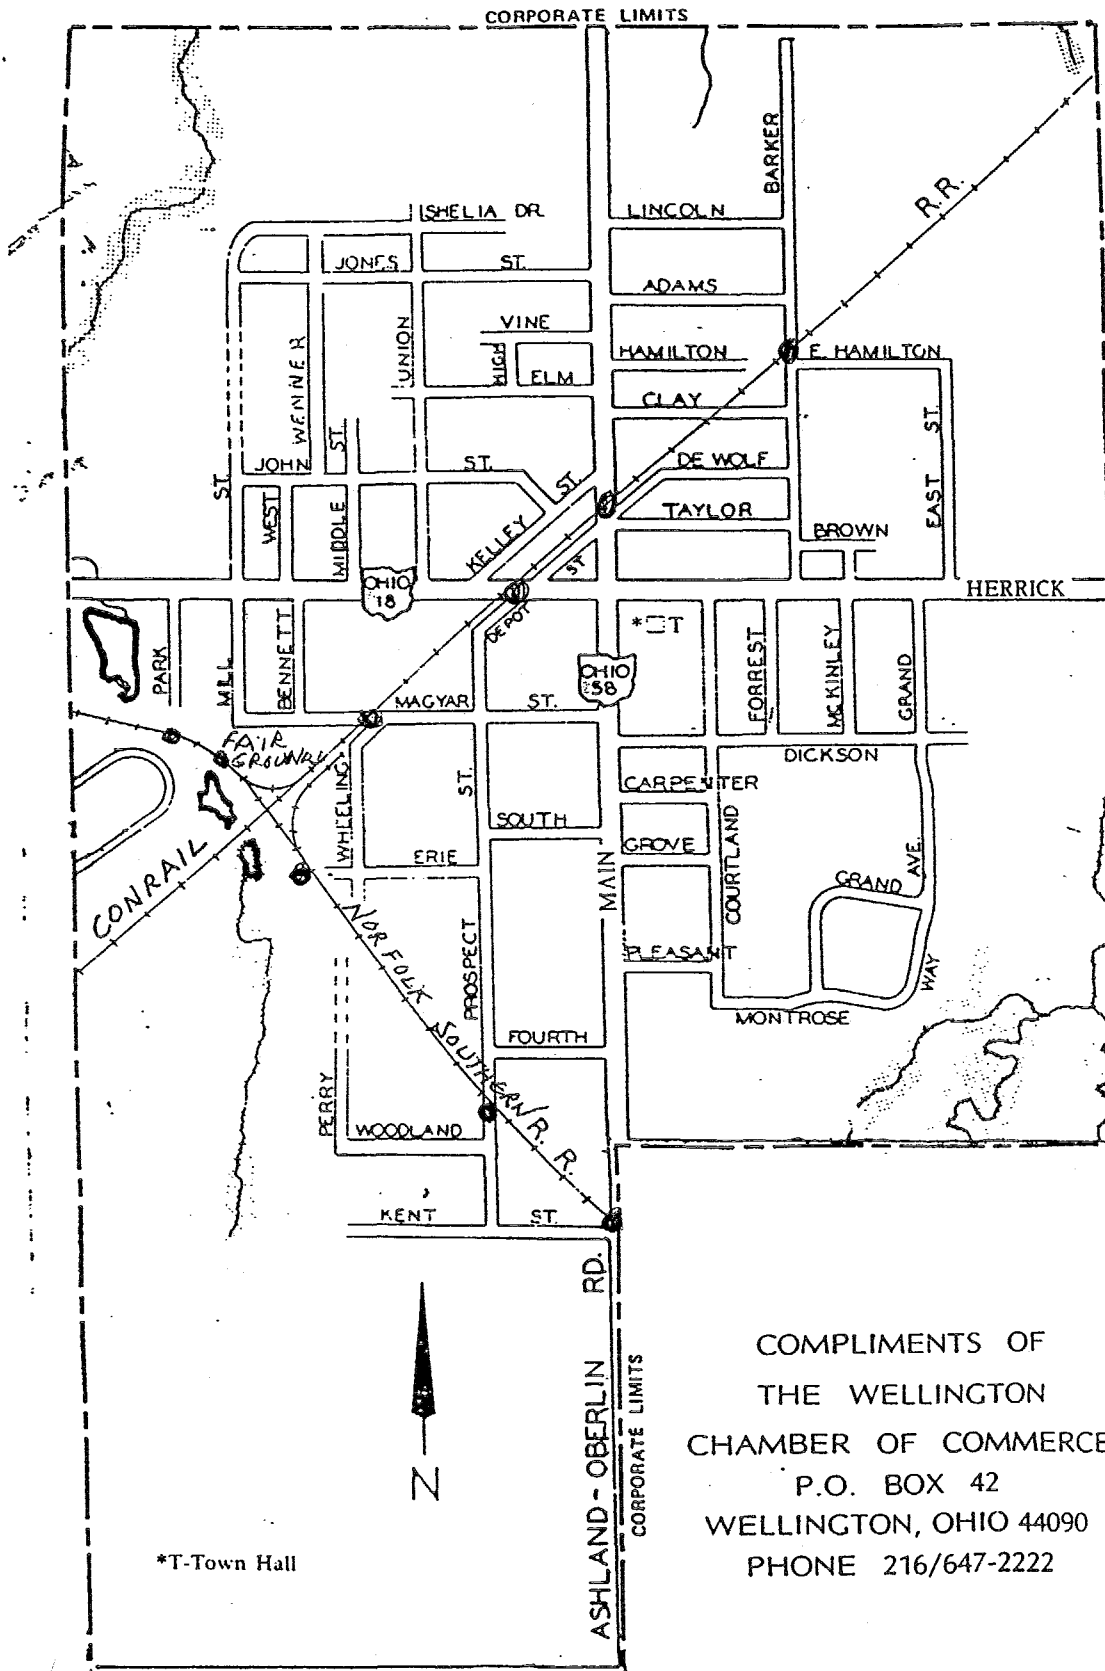 CORPORATE LIMITS
BARKER
R.R.
SHELIA DR.
LINCOLN
JONES ST.
ADAMS
UNION
VINE
WENNER
HIGH
HAMILTON
E. HAMILTON
ELM
CLAY
ST.
JOHN ST.
ST.
DE WOLF
EAST ST.
ST.
WEST
MIDDLE
KELLEY
TAYLOR
BROWN
ST
OHIO
18
HERRICK
DEPOT
*T
PARK
MILL
BENNETT
OHIO
58
FORREST
MCKINLEY
GRAND
MAGYAR ST.
FAIR
GROUND
DICKSON
WHEELING
ST.
CARPENTER
SOUTH
COURTLAND
GROVE
AVE.
CONRAIL
ERIE
MAIN
GRAND
NORFOLK SOUTHERN R. R.
PROSPECT
PLEASANT
WAY
MONTROSE
FOURTH
PERRY
WOODLAND
KENT ST.
ASHLAND-OBERLIN RD.
CORPORATE LIMITS
N
COMPLIMENTS OF
THE WELLINGTON
CHAMBER OF COMMERCE
P.O. BOX 42
WELLINGTON, OHIO 44090
PHONE 216/647-2222
*T-Town Hall